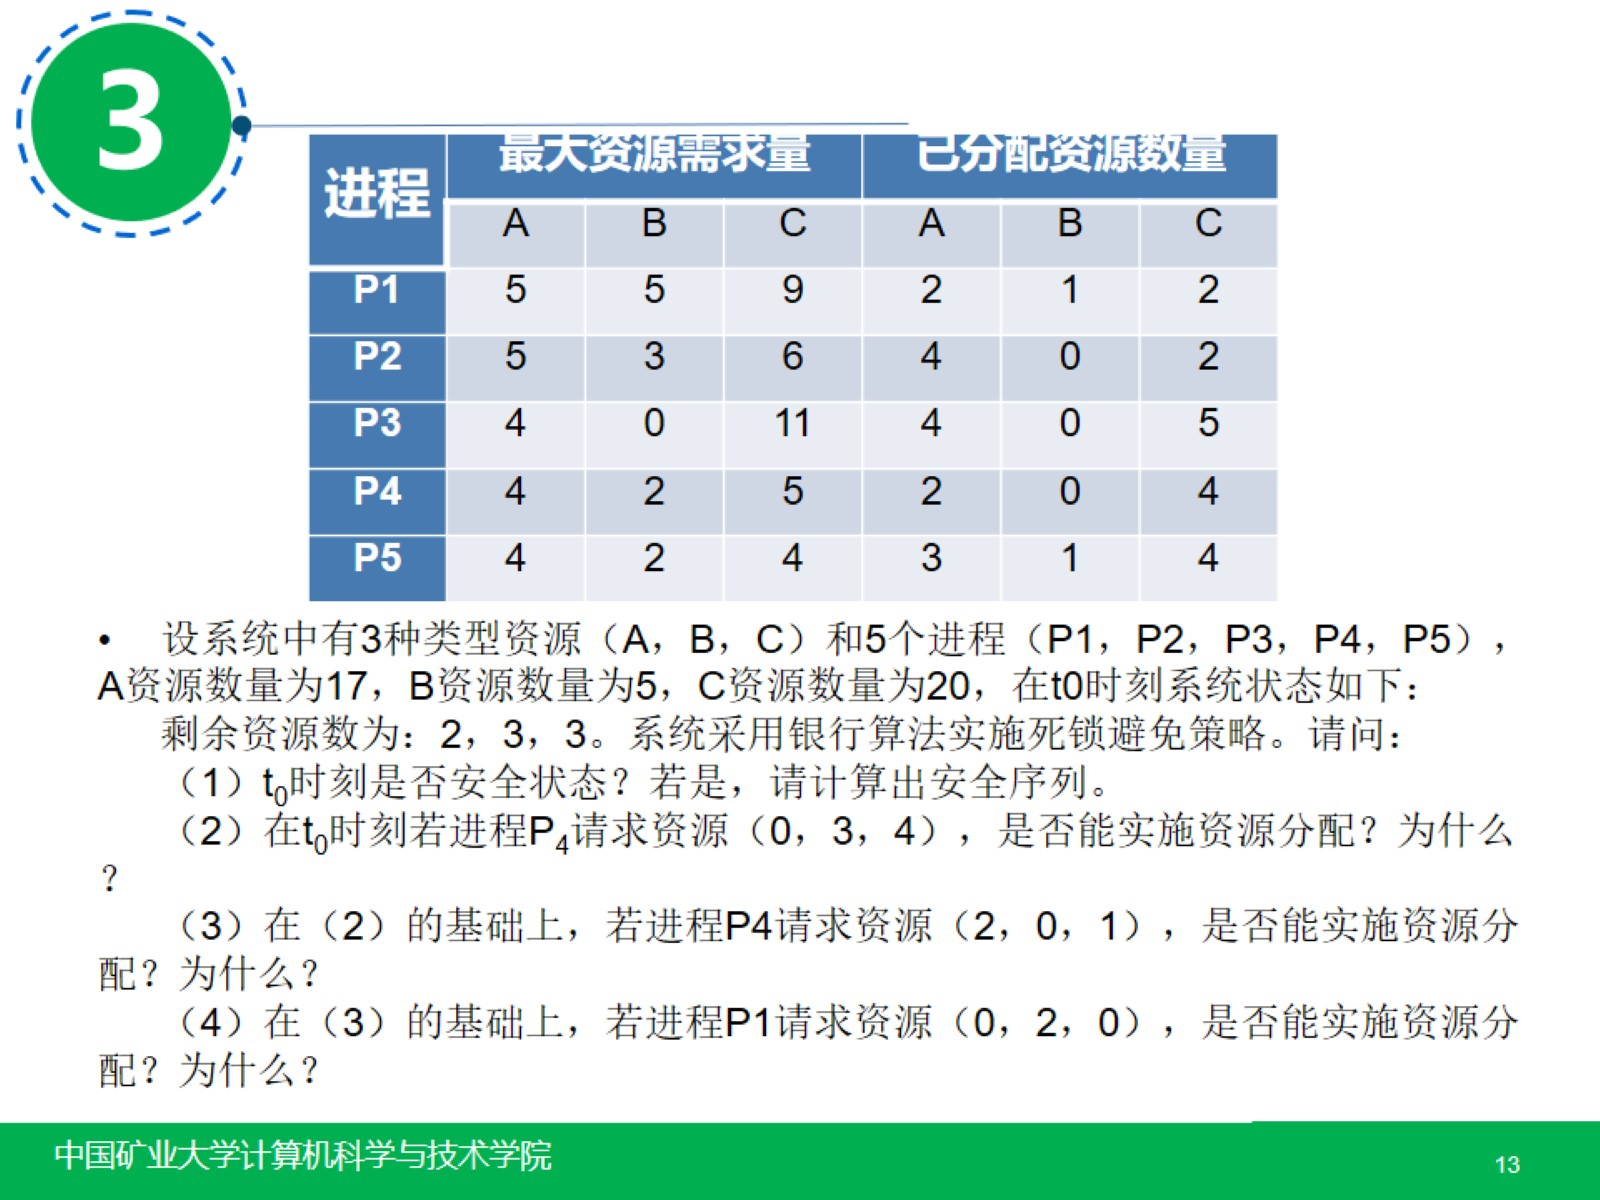 3
最大资源需求量 已分配资源数量
进程
A B C A B C
P1 5 5 9 2 1 2
P2 5 3 6 4 0 2
P3 4 0 11 4 0 5
P4 4 2 5 2 0 4
P5 4 2 4 3 1 4
• 设系统中有3种类型资源（A，B，C）和5个进程（P1，P2，P3，P4，P5），
A资源数量为17，B资源数量为5，C资源数量为20，在t0时刻系统状态如下：
剩余资源数为：2，3，3。系统采用银行算法实施死锁避免策略。请问：
（1）t0时刻是否安全状态？若是，请计算出安全序列。
（2）在t0时刻若进程P4请求资源（0，3，4），是否能实施资源分配？为什么
？
（3）在（2）的基础上，若进程P4请求资源（2，0，1），是否能实施资源分
配？为什么？
（4）在（3）的基础上，若进程P1请求资源（0，2，0），是否能实施资源分
配？为什么？
中国矿业大学计算机科学与技术学院
13